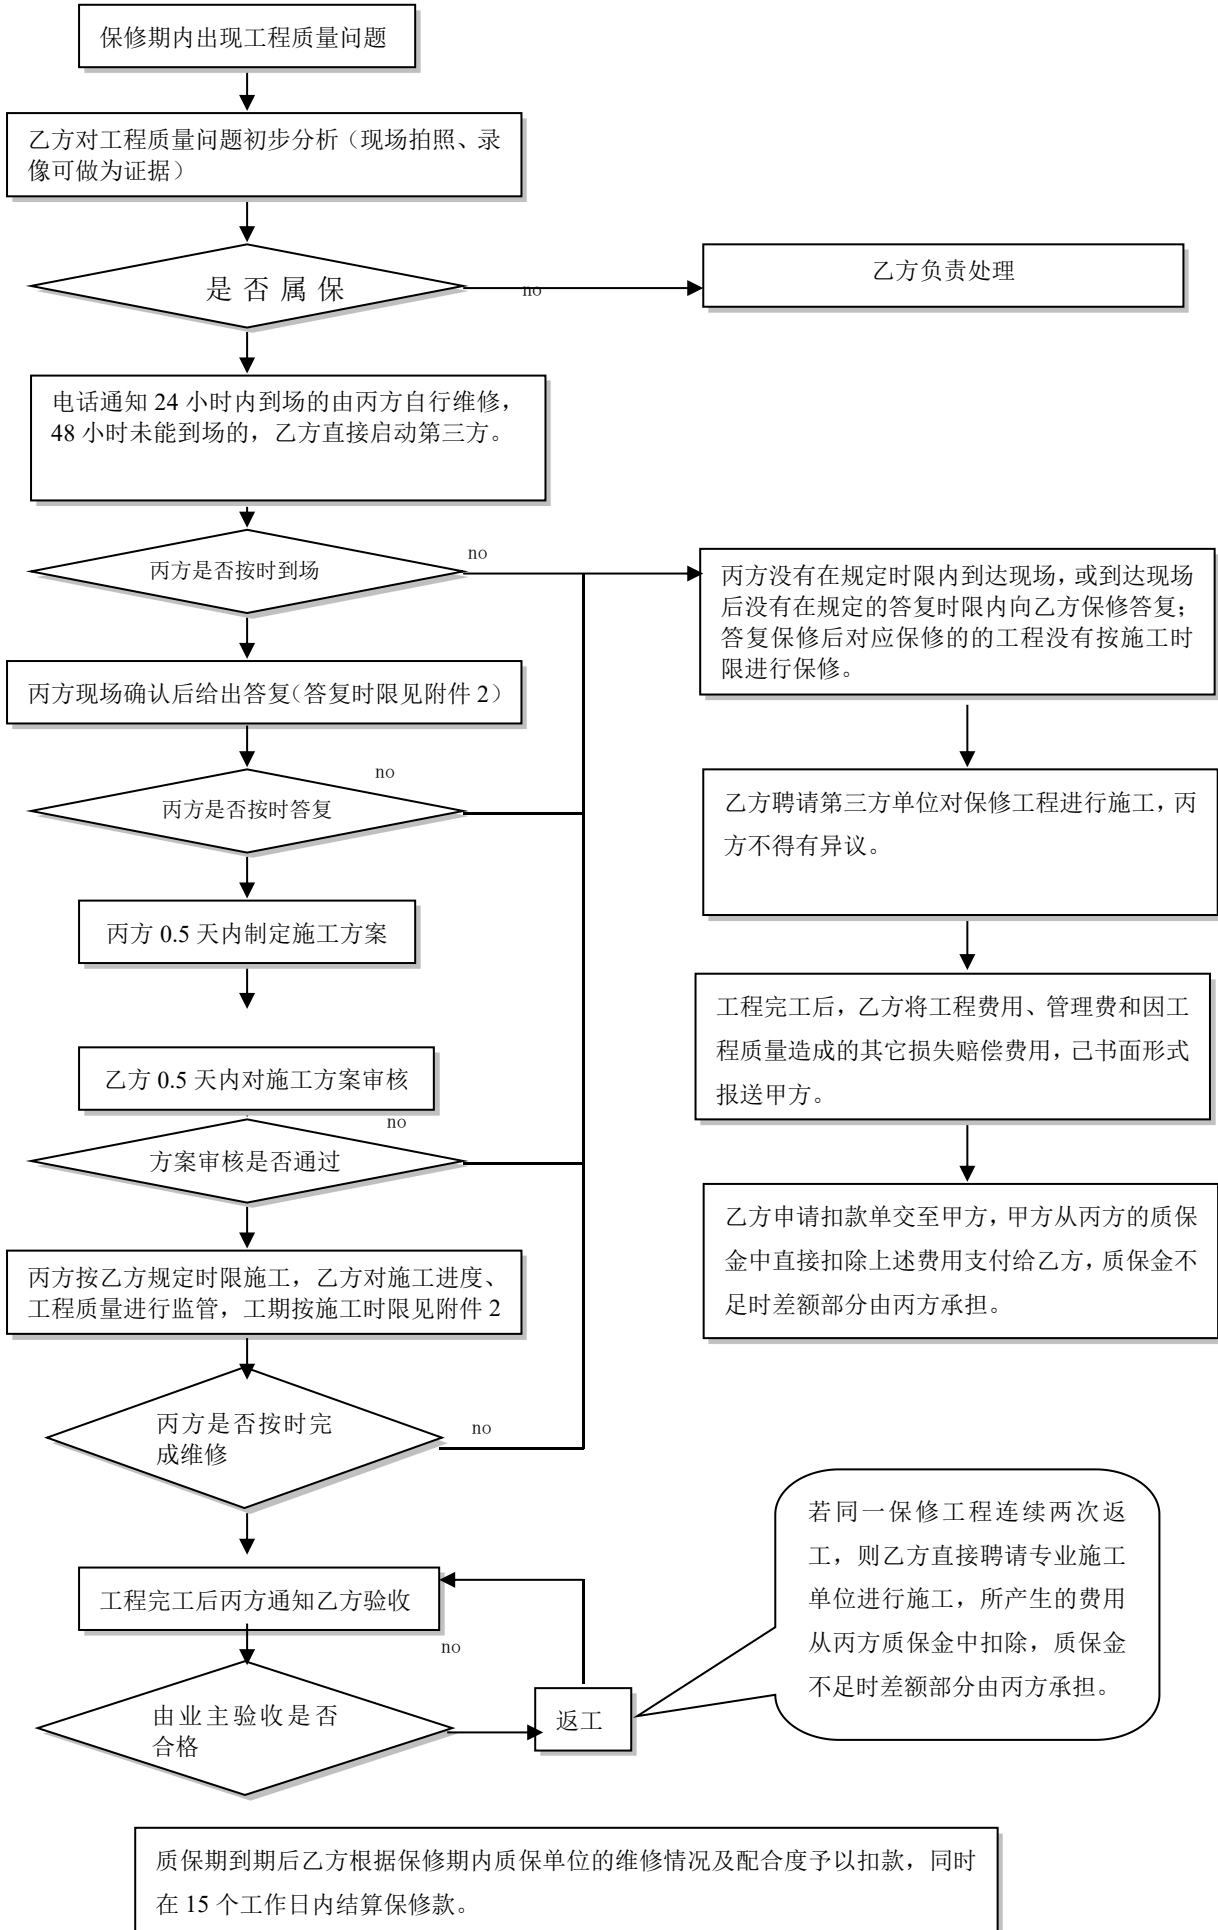 保修期内出现工程质量问题
乙方对工程质量问题初步分析（现场拍照、录
像可做为证据）
是否属保
no
乙方负责处理
电话通知 24 小时内到场的由丙方自行维修，
48 小时未能到场的，乙方直接启动第三方。
丙方是否按时到场
no
丙方没有在规定时限内到达现场，或到达现场
后没有在规定的答复时限内向乙方保修答复；
答复保修后对应保修的的工程没有按施工时
限进行保修。
丙方现场确认后给出答复（答复时限见附件 2）
no
丙方是否按时答复
乙方聘请第三方单位对保修工程进行施工，丙
方不得有异议。
丙方 0.5 天内制定施工方案
工程完工后，乙方将工程费用、管理费和因工
程质量造成的其它损失赔偿费用，己书面形式
报送甲方。
乙方 0.5 天内对施工方案审核
no
方案审核是否通过
乙方申请扣款单交至甲方，甲方从丙方的质保
金中直接扣除上述费用支付给乙方，质保金不
足时差额部分由丙方承担。
丙方按乙方规定时限施工，乙方对施工进度、
工程质量进行监管，工期按施工时限见附件 2
丙方是否按时完
成维修
no
若同一保修工程连续两次返
工，则乙方直接聘请专业施工
单位进行施工，所产生的费用
从丙方质保金中扣除，质保金
不足时差额部分由丙方承担。
工程完工后丙方通知乙方验收
no
由业主验收是否
合格
返工
质保期到期后乙方根据保修期内质保单位的维修情况及配合度予以扣款，同时
在 15 个工作日内结算保修款。